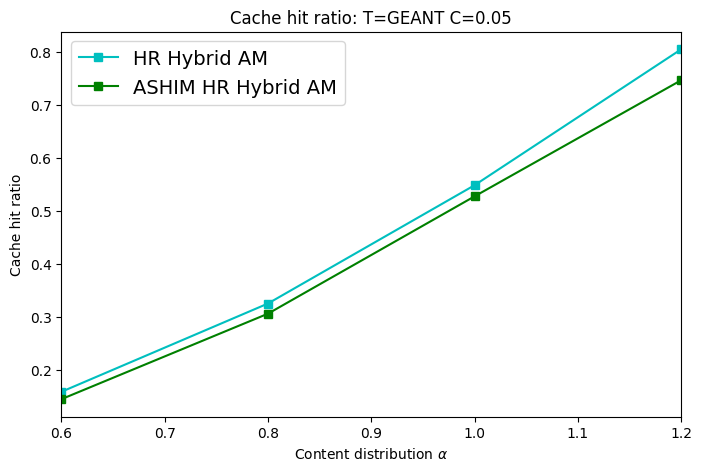 Cache hit ratio: T=GEANT C=0.05
HR Hybrid AM
ASHIM HR Hybrid AM
Cache hit ratio
0.8
0.7
0.6
0.5
0.4
0.3
0.2
0.6 0.7 0.8 0.9 1.0 1.1 1.2
Content distribution α